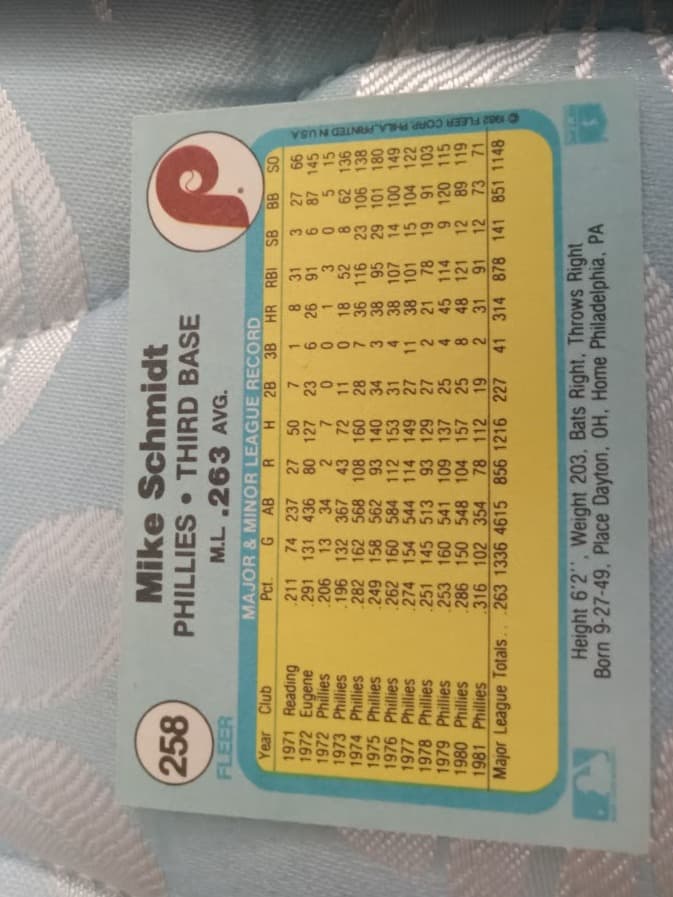 258
FLEER
Mike Schmidt
PHILLIES • THIRD BASE
M.L. .263 AVG.
P
MAJOR & MINOR LEAGUE RECORD
Year Club Pct. G AB R H 2B 3B HR RBI SB BB SO
1971 Reading .211 74 237 27 50 7 1 8 31 3 27 66
1972 Eugene .291 131 436 80 127 23 6 26 91 6 87 145
1972 Phillies .206 13 34 2 7 0 0 1 3 0 5 15
1973 Phillies .196 132 367 43 72 11 0 18 52 8 62 136
1974 Phillies .282 162 568 108 160 28 7 36 116 23 106 138
1975 Phillies .249 158 562 93 140 34 3 38 95 29 101 180
1976 Phillies .262 160 584 112 153 31 4 38 107 14 100 149
1977 Phillies .274 154 544 114 149 27 11 38 101 15 104 122
1978 Phillies .251 145 513 93 129 27 2 21 78 19 91 103
1979 Phillies .253 160 541 109 137 25 4 45 114 9 120 115
1980 Phillies .286 150 548 104 157 25 8 48 121 12 89 119
1981 Phillies .316 102 354 78 112 19 2 31 91 12 73 71
Major League Totals . . .263 1336 4615 856 1216 227 41 314 878 141 851 1148
© 1982 FLEER CORP. PHILA., PRINTED IN U.S.A.
Height 6'2'', Weight 203, Bats Right, Throws Right
Born 9-27-49, Place Dayton, OH, Home Philadelphia, PA